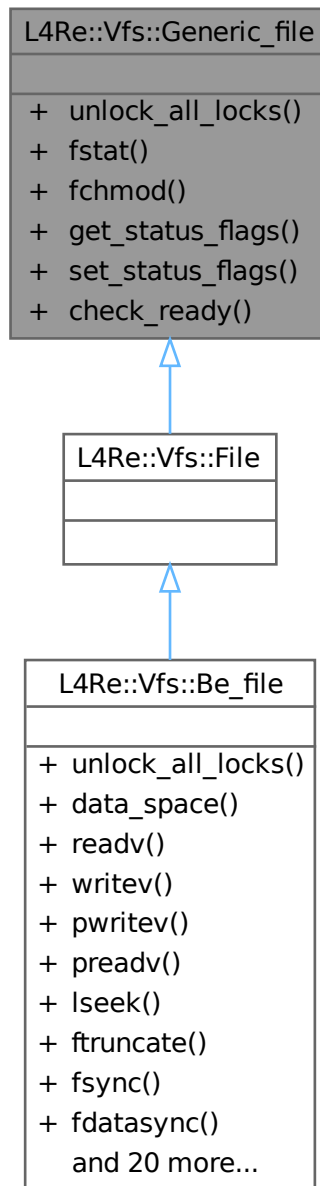 L4Re::Vfs::Generic_file
+ unlock_all_locks()
+ fstat()
+ fchmod()
+ get_status_flags()
+ set_status_flags()
+ check_ready()
L4Re::Vfs::File
L4Re::Vfs::Be_file
+ unlock_all_locks()
+ data_space()
+ readv()
+ writev()
+ pwritev()
+ preadv()
+ lseek()
+ ftruncate()
+ fsync()
+ fdatasync()
and 20 more...